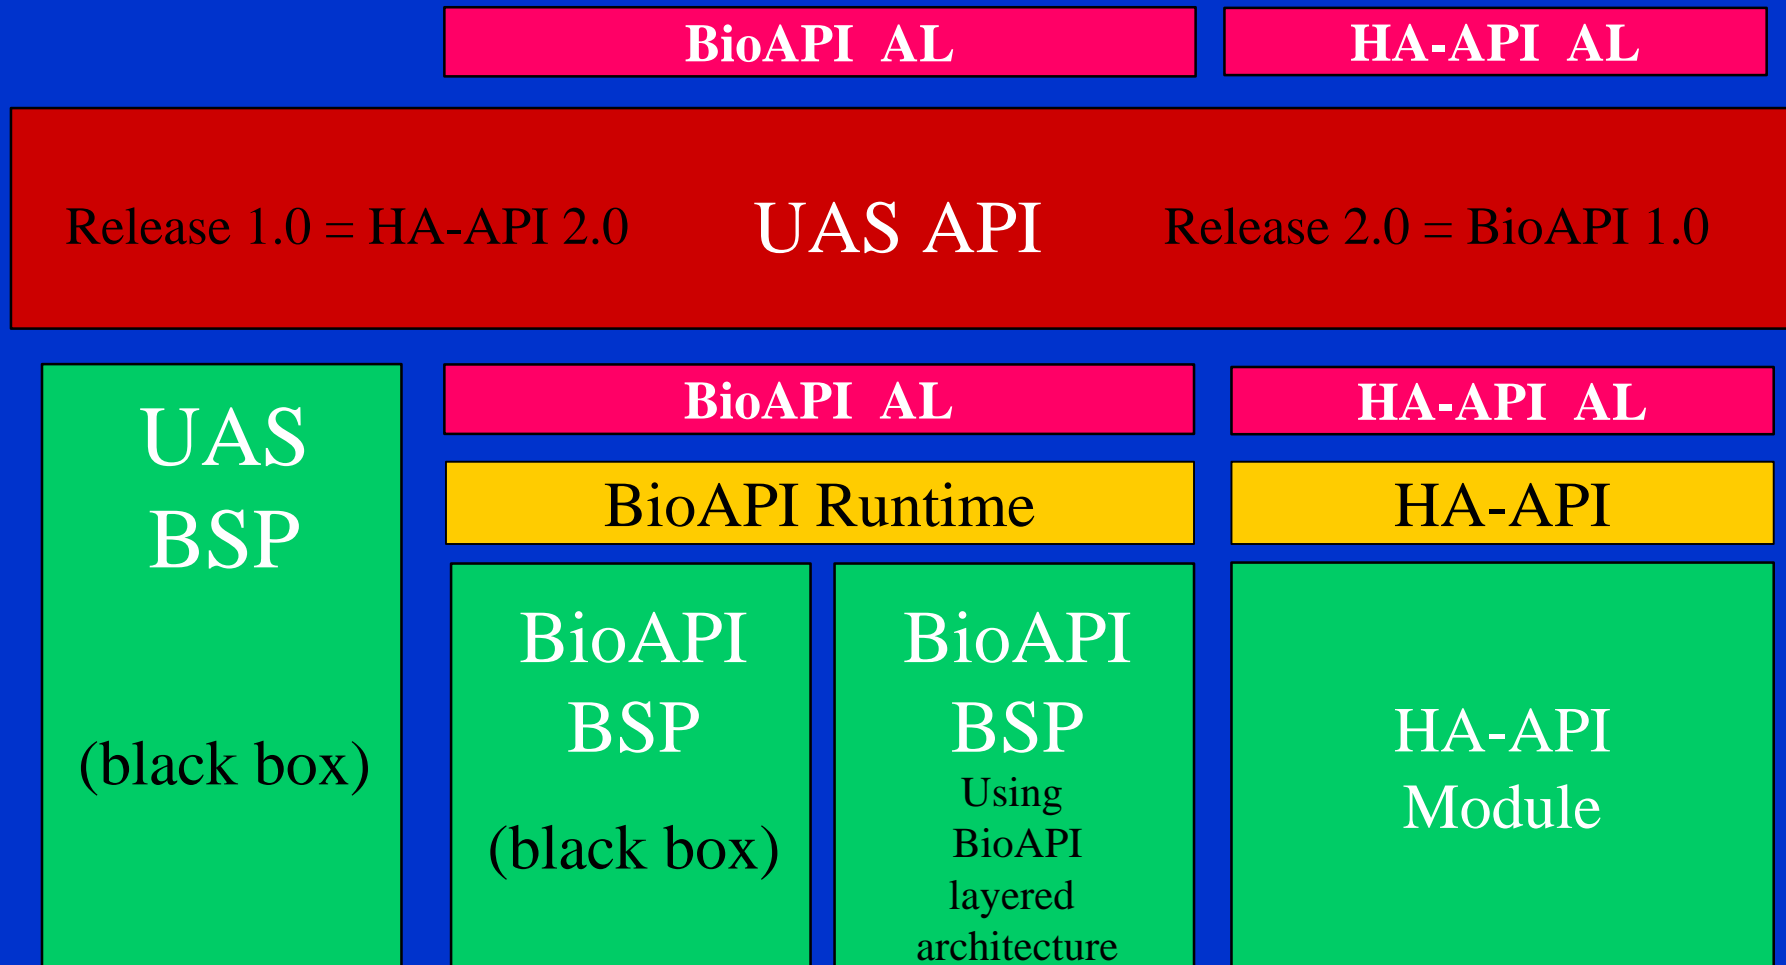 BioAPI AL
HA-API AL
Release 1.0 = HA-API 2.0
UAS API
Release 2.0 = BioAPI 1.0
UAS
BSP
(black box)
BioAPI AL
BioAPI Runtime
BioAPI
BSP
(black box)
BioAPI
BSP
Using
BioAPI
layered
architecture
HA-API AL
HA-API
HA-API
Module